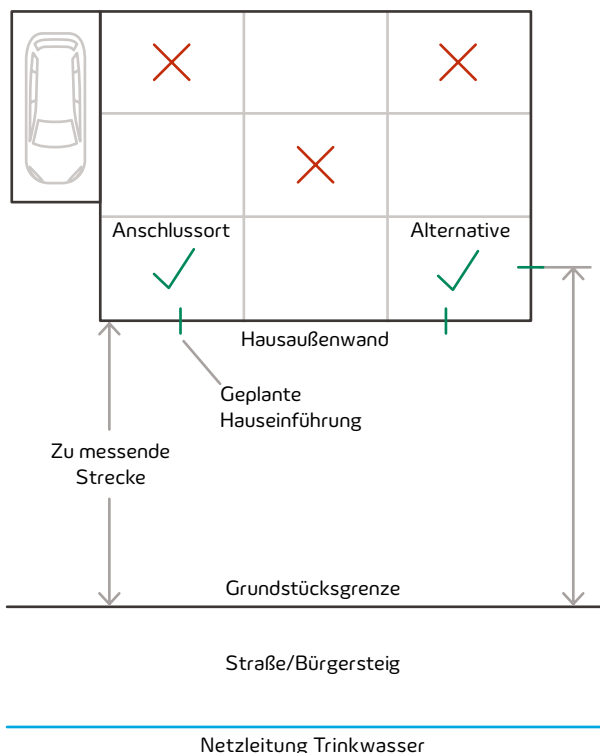 Anschlussort
Alternative
Hausaußenwand
Geplante
Hauseinführung
Zu messende
Strecke
Grundstücksgrenze
Straße/Bürgersteig
Netzleitung Trinkwasser